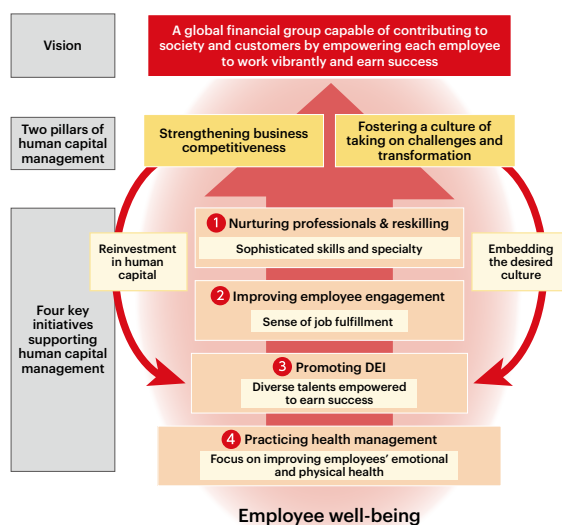 Vision
A global financial group capable of contributing to
society and customers by empowering each employee
to work vibrantly and earn success
Two pillars of
human capital
management
Strengthening business
competitiveness
Fostering a culture of
taking on challenges and
transformation
Four key
initiatives
supporting
human capital
management
Reinvestment
in human
capital
1 Nurturing professionals & reskilling
Sophisticated skills and specialty
2 Improving employee engagement
Sense of job fulfillment
3 Promoting DEI
Diverse talents empowered
to earn success
4 Practicing health management
Focus on improving employees’ emotional
and physical health
Embedding
the desired
culture
Employee well-being